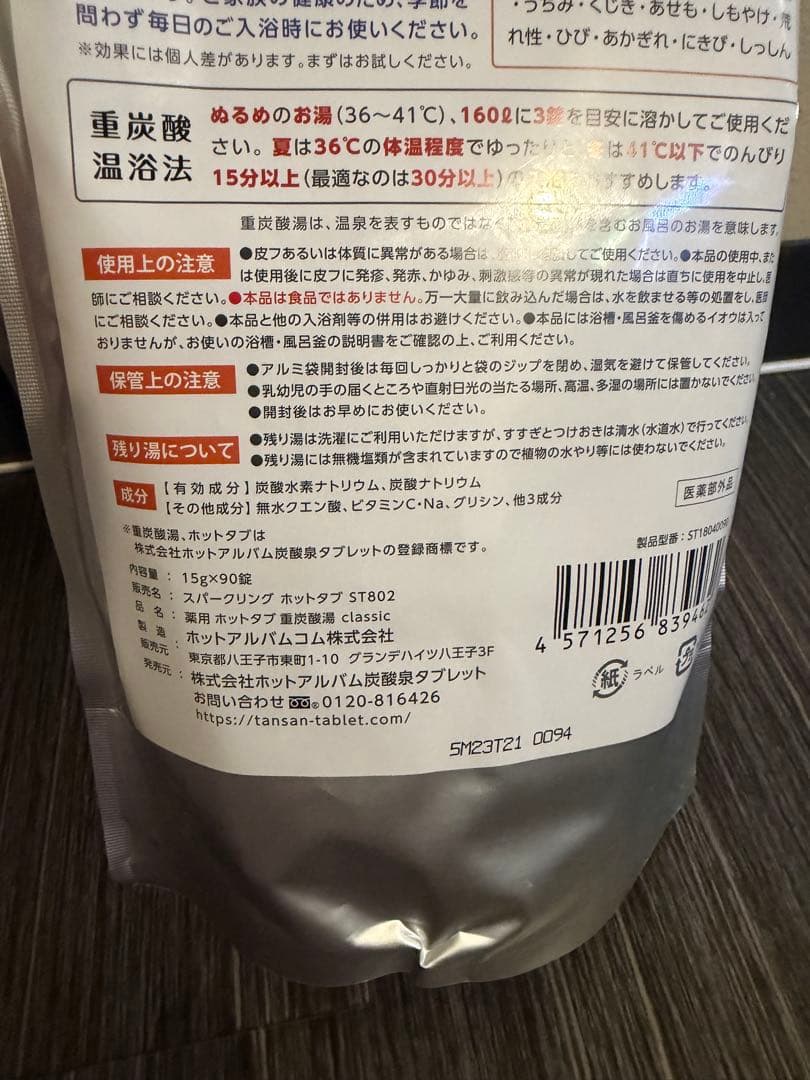 ご家族の健康のため、季節を
問わず毎日のご入浴時にお使いください。
※効果には個人差があります。まずはお試しください。
・うちみ・くじき・あせも・しもやけ・荒
れ性・ひび・あかぎれ・にきび・しっしん
重炭酸
温浴法
ぬるめのお湯(36〜41℃)、160ℓに3錠を目安に溶かしてご使用くだ
さい。夏は36℃の体温程度でゆったりと、冬は41℃以下でのんびり
15分以上(最適なのは30分以上)の すすめします。
重炭酸湯は、温泉を表すものではなく、 を含むお風呂のお湯を意味します。
使用上の注意
●皮フあるいは体質に異常がある場合は、 してご使用ください。●本品の使用中、また
は使用後に皮フに発疹、発赤、かゆみ、刺激感等の異常が現れた場合は直ちに使用を中止し、医
師にご相談ください。●本品は食品ではありません。万一大量に飲み込んだ場合は、水を飲ませる等の処置をし、医師
にご相談ください。●本品と他の入浴剤等の併用はお避けください。●本品には浴槽・風呂釜を傷めるイオウは入って
おりませんが、お使いの浴槽・風呂釜の説明書をご確認の上、ご利用ください。
保管上の注意
●アルミ袋開封後は毎回しっかりと袋のジップを閉め、湿気を避けて保管してください。
●乳幼児の手の届くところや直射日光の当たる場所、高温、多湿の場所には置かないでください。
●開封後はお早めにお使いください。
残り湯について
●残り湯は洗濯にご利用いただけますが、すすぎとつけおきは清水(水道水)で行ってください。
●残り湯には無機塩類が含まれていますので植物の水やり等には使わないでください。
成分
【有効成分】炭酸水素ナトリウム、炭酸ナトリウム
【その他成分】無水クエン酸、ビタミンC・Na、グリシン、他3成分
医薬部外品
※重炭酸湯、ホットタブは
株式会社ホットアルバム炭酸泉タブレットの登録商標です。
製品型番:ST1804009
内容量:15g×90錠
販売名:スパークリング ホットタブ ST802
品名:薬用 ホットタブ 重炭酸湯 classic
製造販売元:ホットアルバムコム株式会社
東京都八王子市東町1-10 グランデハイツ八王子3F
発売元:株式会社ホットアルバム炭酸泉タブレット
お問い合わせ 0120-816426
https://tansan-tablet.com/
4 571256 83946
紙 ラベル
5M23T21 0094